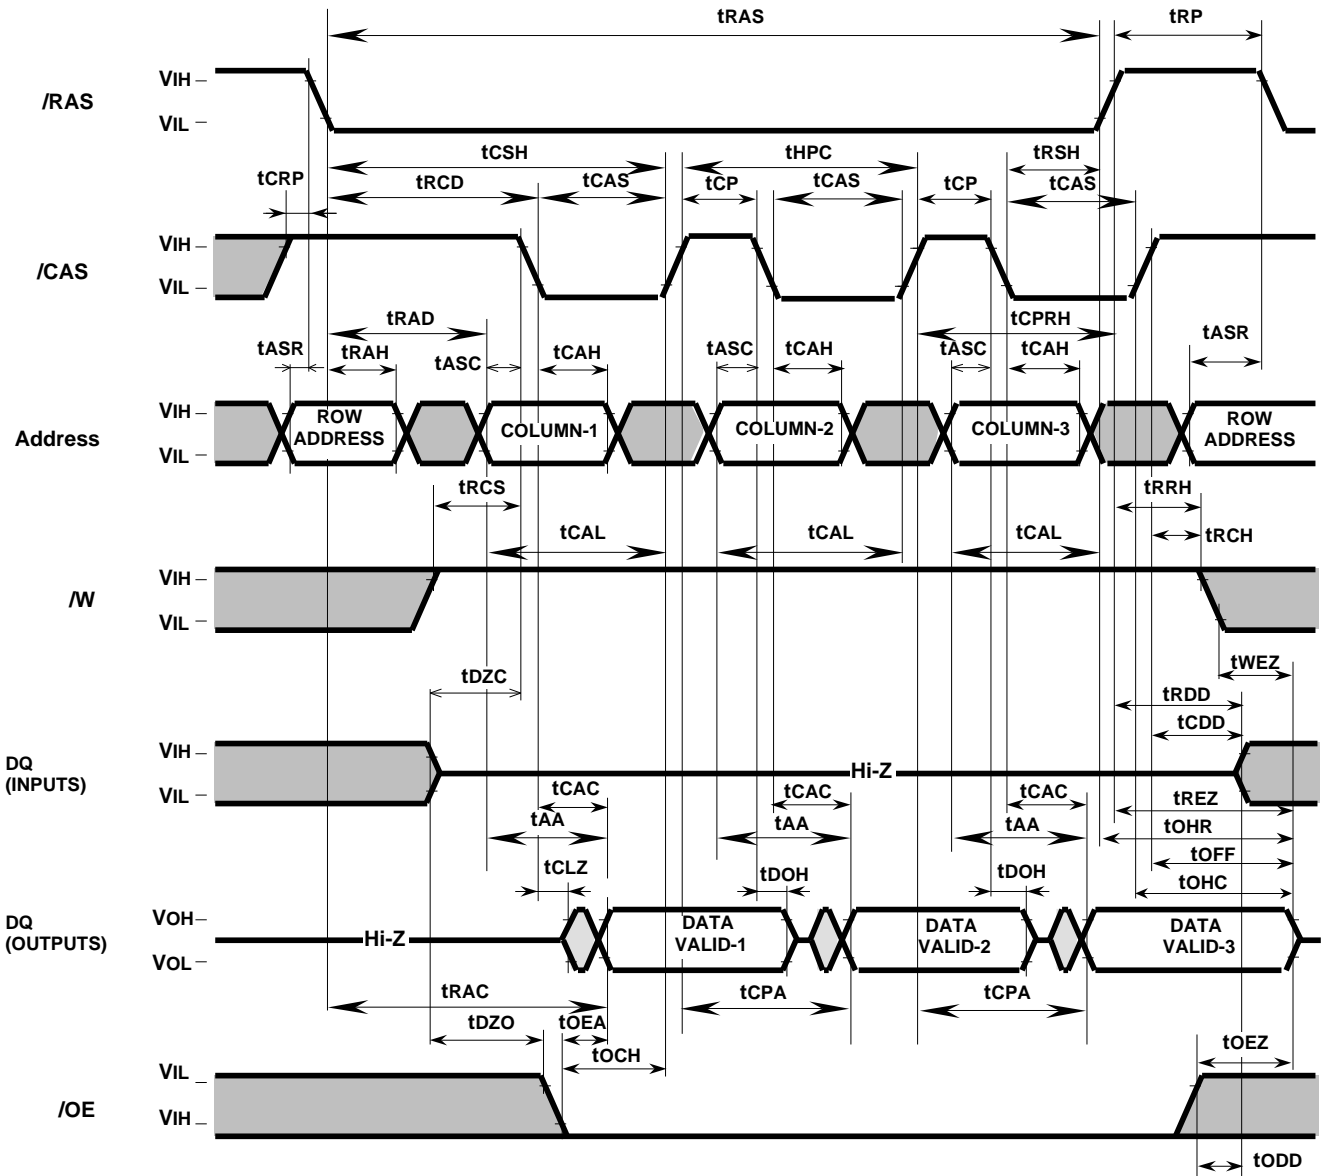 tRAS tRP
VIH
/RAS
VIL
tCSH tHPC tRSH
tCRP tRCD tCAS tCP tCAS tCP tCAS
VIH
/CAS
VIL
tRAD tCPRH
tASR tRAH tASC tCAH tASC tCAH tASC tCAH tASR
VIH
Address
VIL
ROW
ADDRESS
COLUMN-1
COLUMN-2
COLUMN-3
ROW
ADDRESS
tRCS tRRH
tCAL tCAL tCAL tRCH
VIH
/W
VIL
tWEZ
tDZC tRDD
tCDD
DQ
(INPUTS)
VIH
VIL
Hi-Z
tCAC tCAC tCAC tREZ
tAA tAA tAA tOHR
tOFF
tCLZ tDOH tDOH tOHC
DQ
(OUTPUTS)
VOH
VOL
Hi-Z
DATA
VALID-1
DATA
VALID-2
DATA
VALID-3
tRAC tCPA tCPA
tDZO tOEA
tOCH tOEZ
VIL
/OE
VIH
tODD